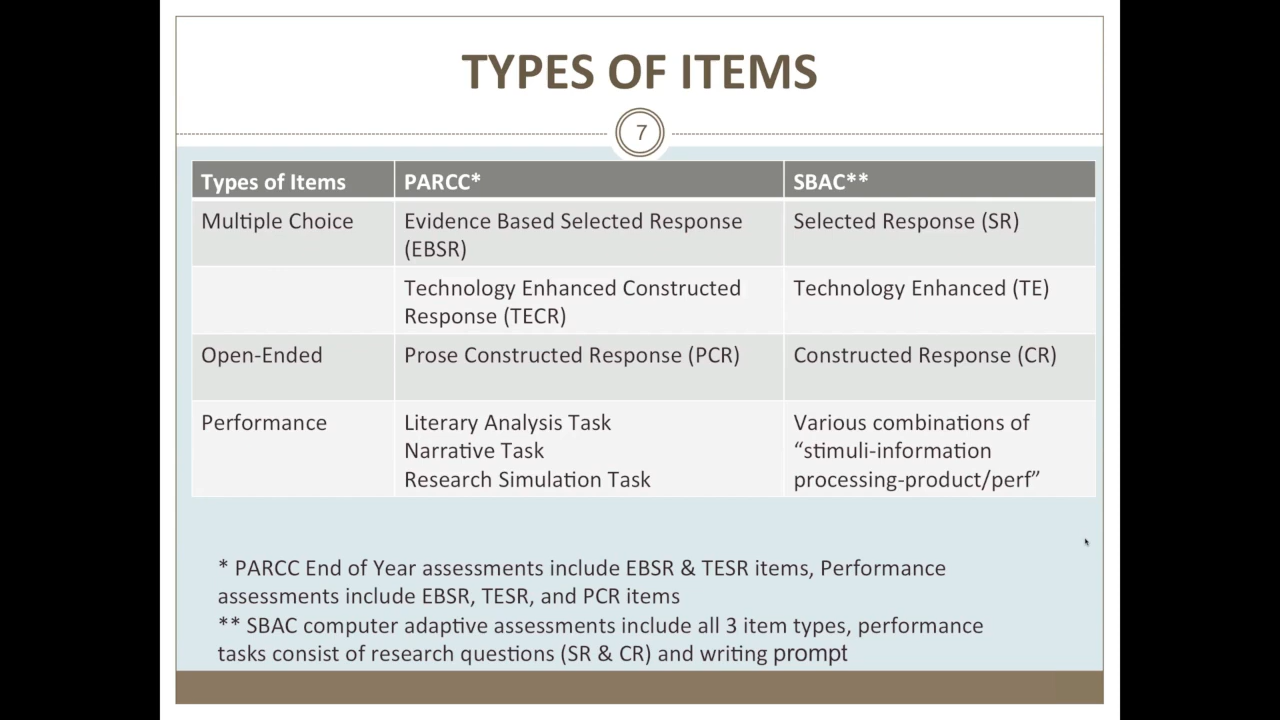 TYPES OF ITEMS
7
Types of Items PARCC* SBAC**
Multiple Choice Evidence Based Selected Response Selected Response (SR)
(EBSR)
Technology Enhanced Constructed Technology Enhanced (TE)
Response (TECR)
Open-Ended Prose Constructed Response (PCR) Constructed Response (CR)
Performance Literary Analysis Task Various combinations of
Narrative Task “stimuli-information
Research Simulation Task processing-product/perf”
* PARCC End of Year assessments include EBSR & TESR items, Performance
assessments include EBSR, TESR, and PCR items
** SBAC computer adaptive assessments include all 3 item types, performance
tasks consist of research questions (SR & CR) and writing prompt